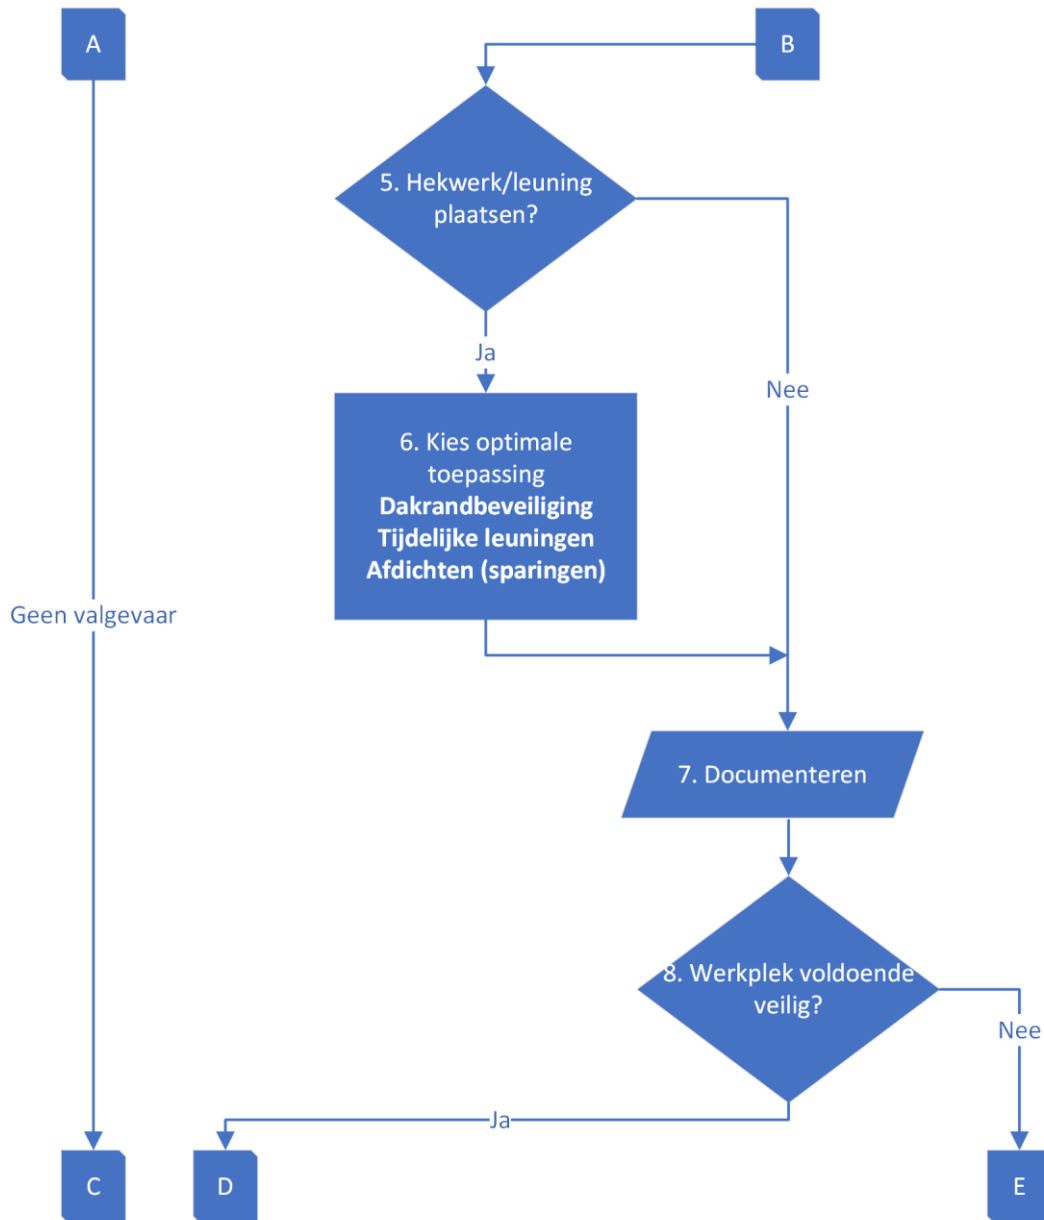 A
B
5. Hekwerk/leuning
plaatsen?
Ja
Nee
6. Kies optimale
toepassing
Dakrandbeveiliging
Tijdelijke leuningen
Afdichten (sparingen)
Geen valgevaar
7. Documenteren
8. Werkplek voldoende
veilig?
Nee
Ja
C
D
E